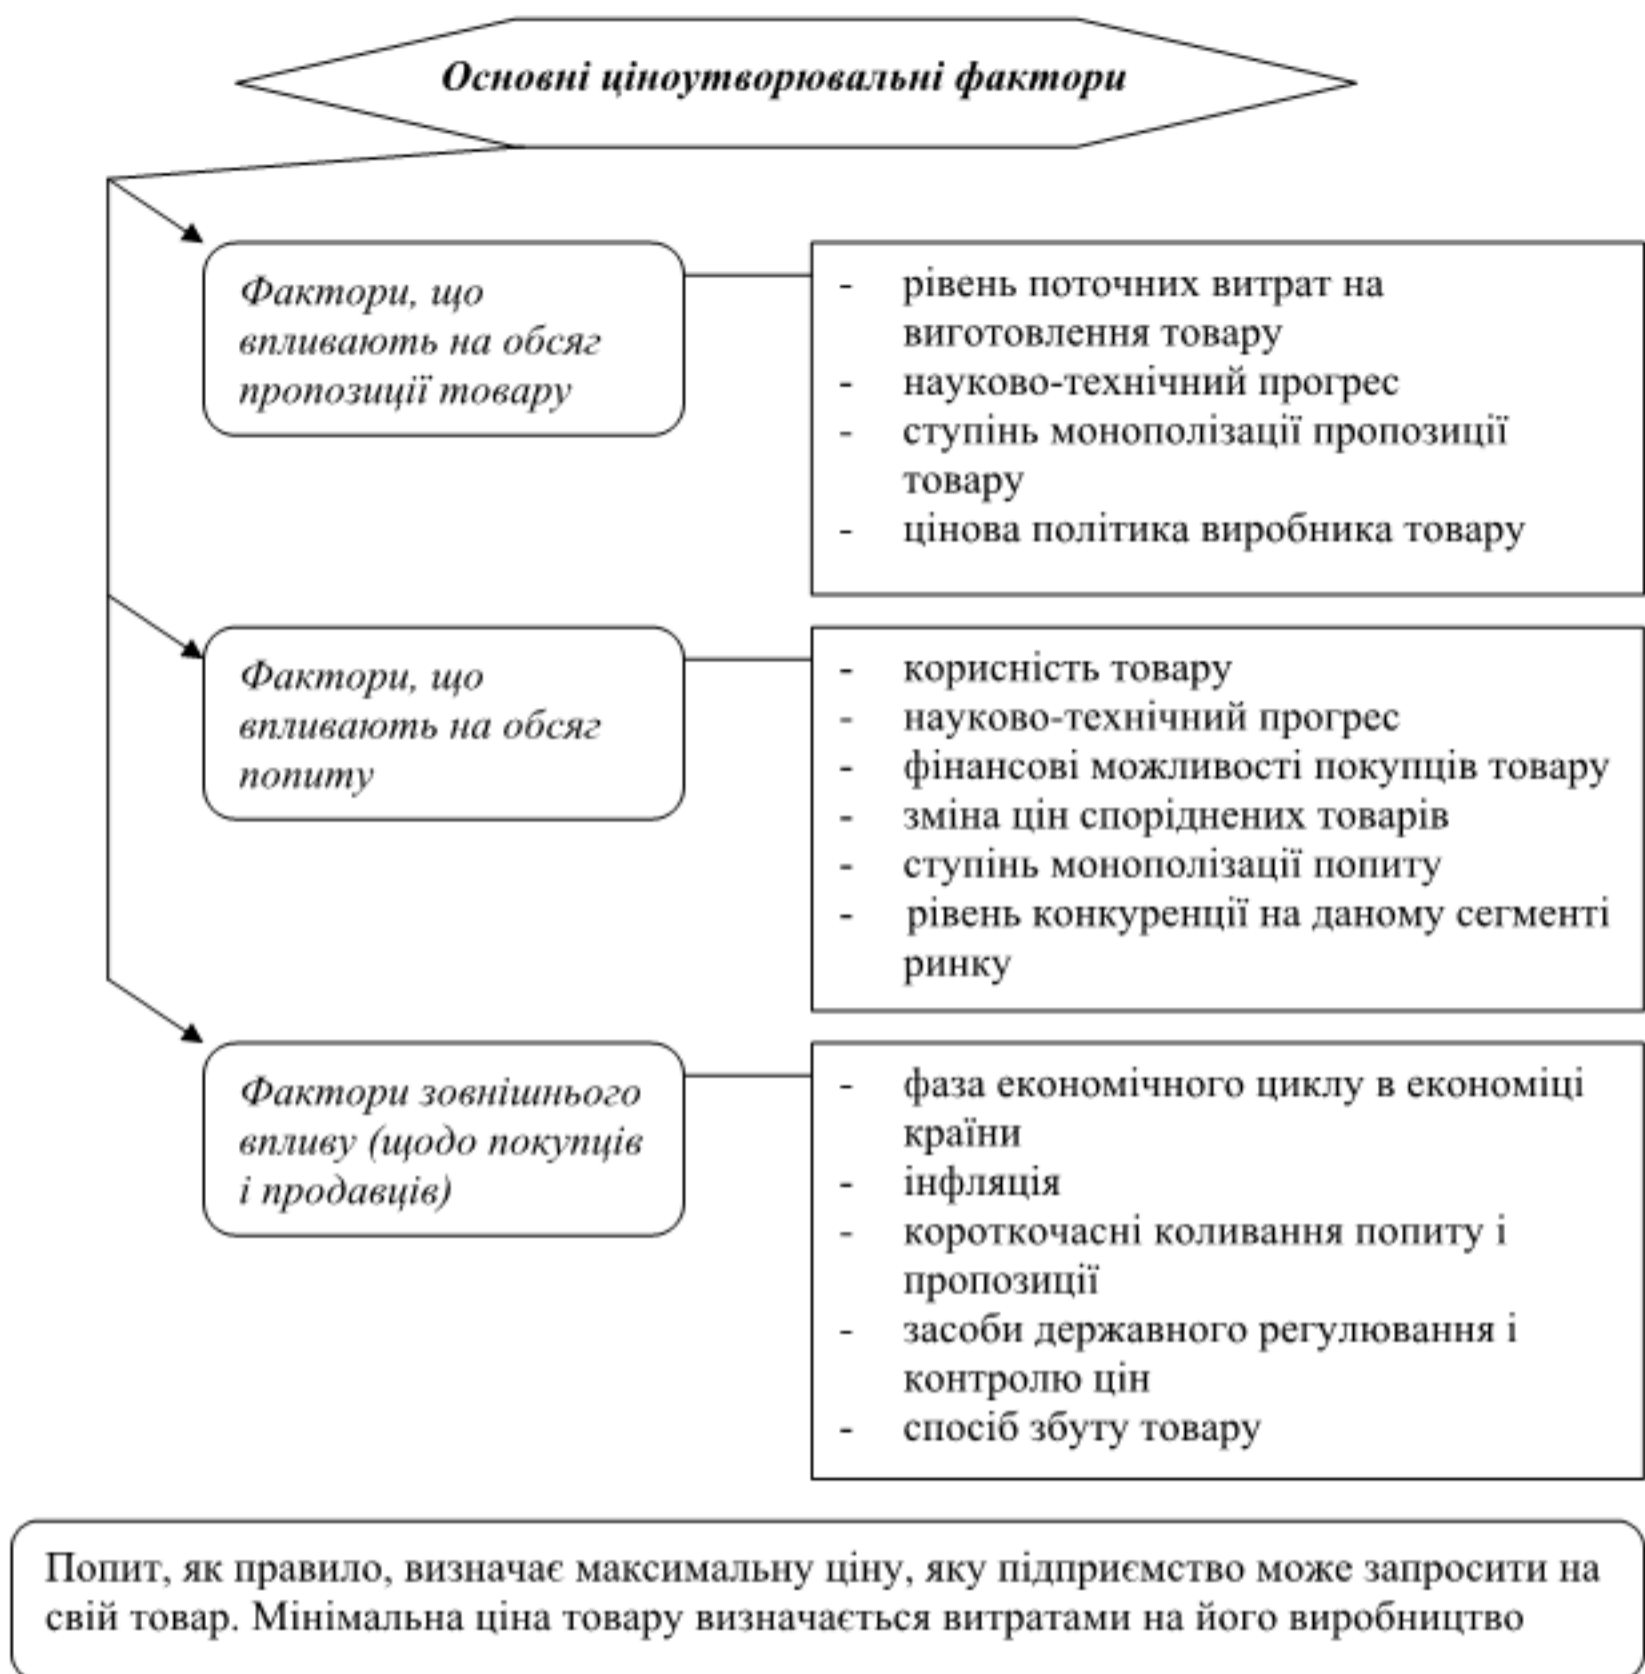 Основні ціноутворювальні фактори
Фактори, що
впливають на обсяг
пропозиції товару
- рівень поточних витрат на
виготовлення товару
- науково-технічний прогрес
- ступінь монополізації пропозиції
товару
- цінова політика виробника товару
Фактори, що
впливають на обсяг
попиту
- корисність товару
- науково-технічний прогрес
- фінансові можливості покупців товару
- зміна цін споріднених товарів
- ступінь монополізації попиту
- рівень конкуренції на даному сегменті
ринку
Фактори зовнішнього
впливу (щодо покупців
і продавців)
- фаза економічного циклу в економіці
країни
- інфляція
- короткочасні коливання попиту і
пропозиції
- засоби державного регулювання і
контролю цін
- спосіб збуту товару
Попит, як правило, визначає максимальну ціну, яку підприємство може запросити на
свій товар. Мінімальна ціна товару визначається витратами на його виробництво